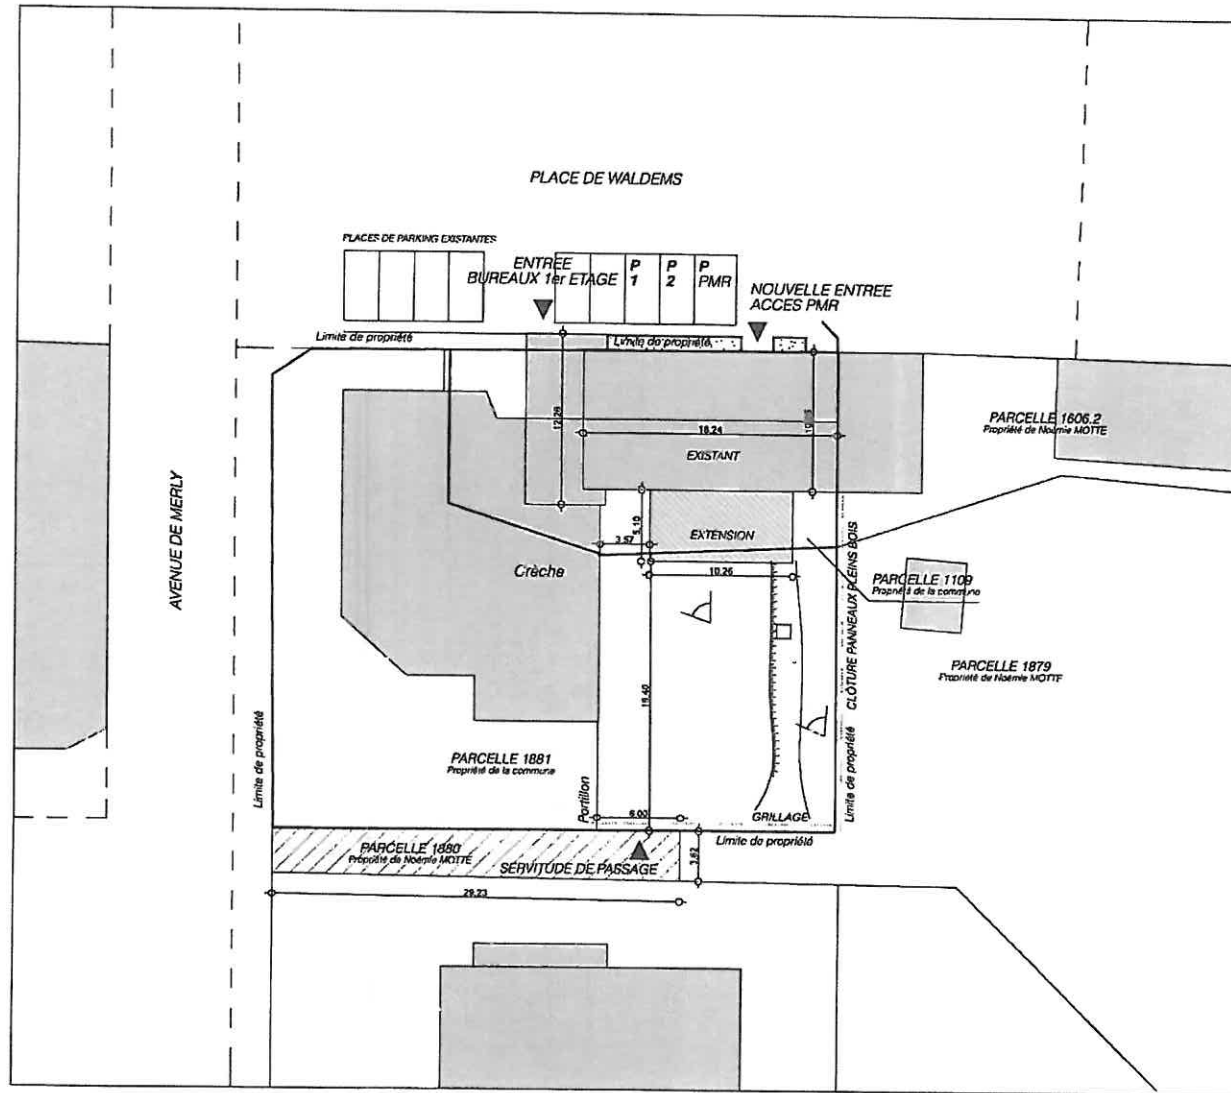 PLACE DE WALDEMS
PLACES DE PARKING EXISTANTES
ENTREE
BUREAUX 1er ETAGE
P
1
P
2
P
PMR
NOUVELLE ENTREE
ACCES PMR
Limite de propriété
Limite de propriété
12.28
18.24
EXISTANT
PARCELLE 1606.2
Propriété de Noémie MOTTE
AVENUE DE MERLY
5.10
3.57
EXTENSION
Crèche
10.26
PARCELLE 1109
Propriété de la commune
CLÔTURE PANNEAUX PLEINS BOIS
PARCELLE 1879
Propriété de Noémie MOTTE
19.40
Limite de propriété
Limite de propriété
PARCELLE 1881
Propriété de la commune
Portillon
6.00
GRILLAGE
Limite de propriété
PARCELLE 1880
Propriété de Noémie MOTTE
SERVITUDE DE PASSAGE
3.62
29.23